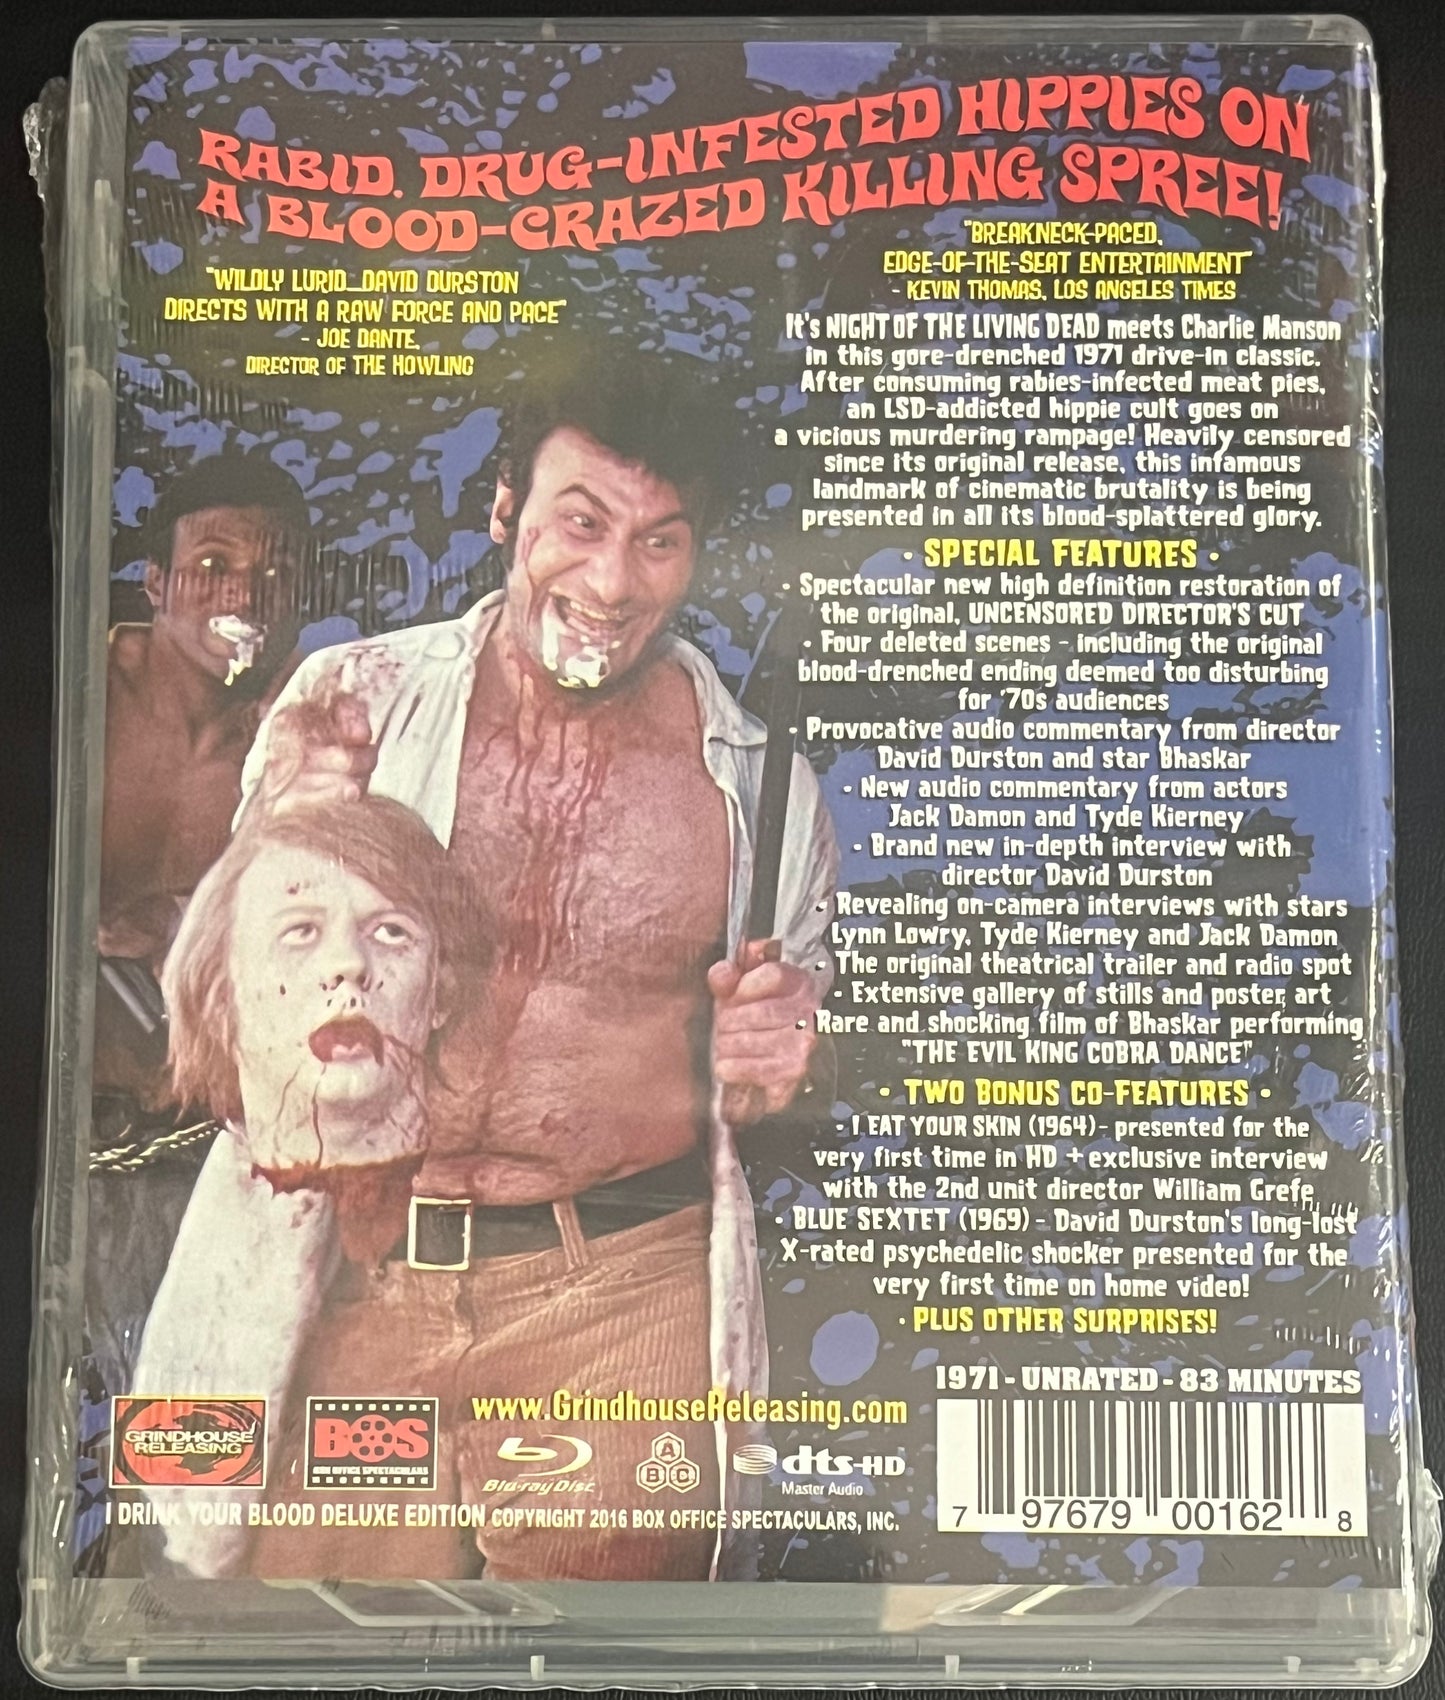 RABID, DRUG-INFESTED HIPPIES ON
A BLOOD-CRAZED KILLING SPREE!
"WILDLY LURID...DAVID DURSTON
DIRECTS WITH A RAW FORCE AND PACE"
- JOE DANTE,
DIRECTOR OF THE HOWLING
"BREAKNECK-PACED,
EDGE-OF-THE-SEAT ENTERTAINMENT"
- KEVIN THOMAS, LOS ANGELES TIMES
It's NIGHT OF THE LIVING DEAD meets Charlie Manson
in this gore-drenched 1971 drive-in classic.
After consuming rabies-infected meat pies,
an LSD-addicted hippie cult goes on
a vicious murdering rampage! Heavily censored
since its original release, this infamous
landmark of cinematic brutality is being
presented in all its blood-splattered glory.
• SPECIAL FEATURES •
• Spectacular new high definition restoration of
the original, UNCENSORED DIRECTOR'S CUT
• Four deleted scenes - including the original
blood-drenched ending deemed too disturbing
for '70s audiences
• Provocative audio commentary from director
David Durston and star Bhaskar
• New audio commentary from actors
Jack Damon and Tyde Kierney
• Brand new in-depth interview with
director David Durston
• Revealing on-camera interviews with stars
Lynn Lowry, Tyde Kierney and Jack Damon
• The original theatrical trailer and radio spot
• Extensive gallery of stills and poster art
• Rare and shocking film of Bhaskar performing
"THE EVIL KING COBRA DANCE"
• TWO BONUS CO-FEATURES •
• I EAT YOUR SKIN (1964)- presented for the
very first time in HD + exclusive interview
with the 2nd unit director William Grefe
• BLUE SEXTET (1969) - David Durston's long-lost
X-rated psychedelic shocker presented for the
very first time on home video!
• PLUS OTHER SURPRISES!
1971 - UNRATED - 83 MINUTES
www.GrindhouseReleasing.com
GRINDHOUSE
RELEASING
BOS
BOX OFFICE SPECTACULARS
Blu-ray Disc
A
B C
dts-HD
Master Audio
I DRINK YOUR BLOOD DELUXE EDITION COPYRIGHT 2016 BOX OFFICE SPECTACULARS, INC.
7 97679 00162 8